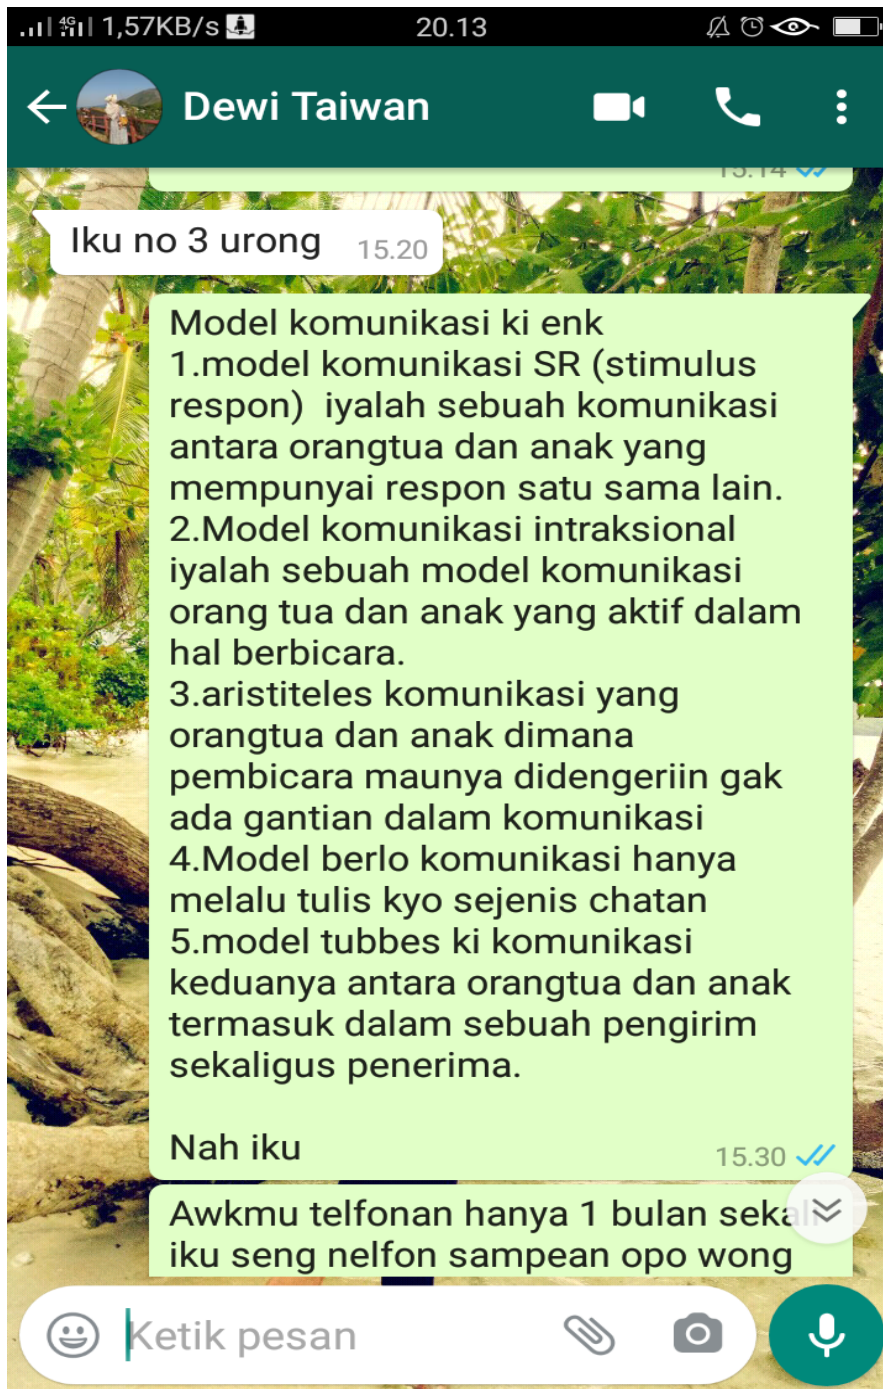 4G 1,57KB/s 20.13
Dewi Taiwan
15.14
Iku no 3 urong 15.20
Model komunikasi ki enk
1.model komunikasi SR (stimulus
respon) iyalah sebuah komunikasi
antara orangtua dan anak yang
mempunyai respon satu sama lain.
2.Model komunikasi intraksional
iyalah sebuah model komunikasi
orang tua dan anak yang aktif dalam
hal berbicara.
3.aristiteles komunikasi yang
orangtua dan anak dimana
pembicara maunya didengeriin gak
ada gantian dalam komunikasi
4.Model berlo komunikasi hanya
melalu tulis kyo sejenis chatan
5.model tubbes ki komunikasi
keduanya antara orangtua dan anak
termasuk dalam sebuah pengirim
sekaligus penerima.
Nah iku 15.30
Awkmu telfonan hanya 1 bulan sekali
iku seng nelfon sampean opo wong
Ketik pesan